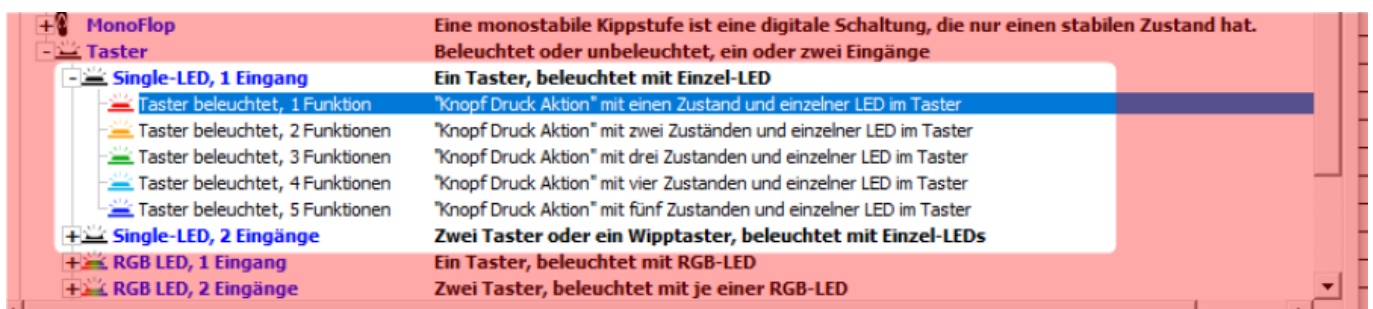 MonoFlop Eine monostabile Kippstufe ist eine digitale Schaltung, die nur einen stabilen Zustand hat.
Taster Beleuchtet oder unbeleuchtet, ein oder zwei Eingänge
Single-LED, 1 Eingang Ein Taster, beleuchtet mit Einzel-LED
Taster beleuchtet, 1 Funktion "Knopf Druck Aktion" mit einen Zustand und einzelner LED im Taster
Taster beleuchtet, 2 Funktionen "Knopf Druck Aktion" mit zwei Zuständen und einzelner LED im Taster
Taster beleuchtet, 3 Funktionen "Knopf Druck Aktion" mit drei Zustanden und einzelner LED im Taster
Taster beleuchtet, 4 Funktionen "Knopf Druck Aktion" mit vier Zustanden und einzelner LED im Taster
Taster beleuchtet, 5 Funktionen "Knopf Druck Aktion" mit fünf Zustanden und einzelner LED im Taster
Single-LED, 2 Eingänge Zwei Taster oder ein Wipptaster, beleuchtet mit Einzel-LEDs
RGB LED, 1 Eingang Ein Taster, beleuchtet mit RGB-LED
RGB LED, 2 Eingänge Zwei Taster, beleuchtet mit je einer RGB-LED